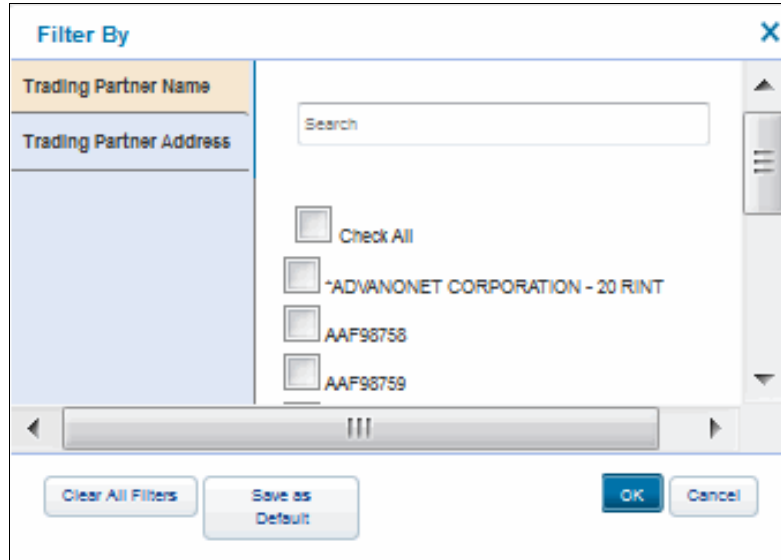 Filter By
Trading Partner Name
Trading Partner Address
Search
Check All
*ADVANONET CORPORATION - 20 RINT
AAF98758
AAF98759
Clear All Filters
Save as
Default
OK
Cancel